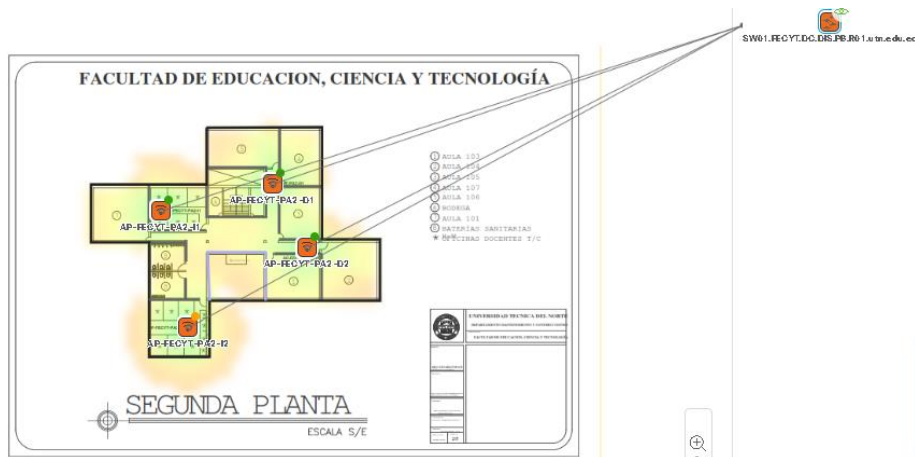 SW01.FECYT.DC.DIS.PB.R01.utn.edu.ec
FACULTAD DE EDUCACION, CIENCIA Y TECNOLOGÍA
AULA 103
AULA 104
AULA 105
AULA 107
AULA 106
BODEGA
AULA 101
BATERIAS SANITARIAS
OFICINAS DOCENTES T/C
AP-FECYT-PA2-D1
AP-FECYT-PA2-I1
AP-FECYT-PA2-D2
AP-FECYT-PA2-I2
UNIVERSIDAD TECNICA DEL NORTE
SEGUNDA PLANTA
ESCALA S/E